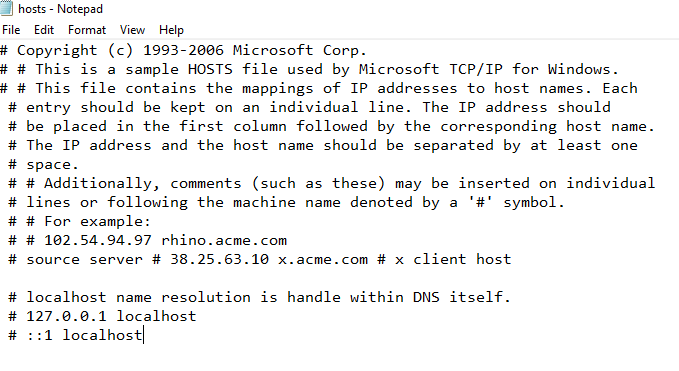 hosts - Notepad
File Edit Format View Help
# Copyright (c) 1993-2006 Microsoft Corp.
# # This is a sample HOSTS file used by Microsoft TCP/IP for Windows.
# # This file contains the mappings of IP addresses to host names. Each
# entry should be kept on an individual line. The IP address should
# be placed in the first column followed by the corresponding host name.
# The IP address and the host name should be separated by at least one
# space.
# # Additionally, comments (such as these) may be inserted on individual
# lines or following the machine name denoted by a '#' symbol.
# # For example:
# # 102.54.94.97 rhino.acme.com
# source server # 38.25.63.10 x.acme.com # x client host
# localhost name resolution is handle within DNS itself.
# 127.0.0.1 localhost
# ::1 localhost